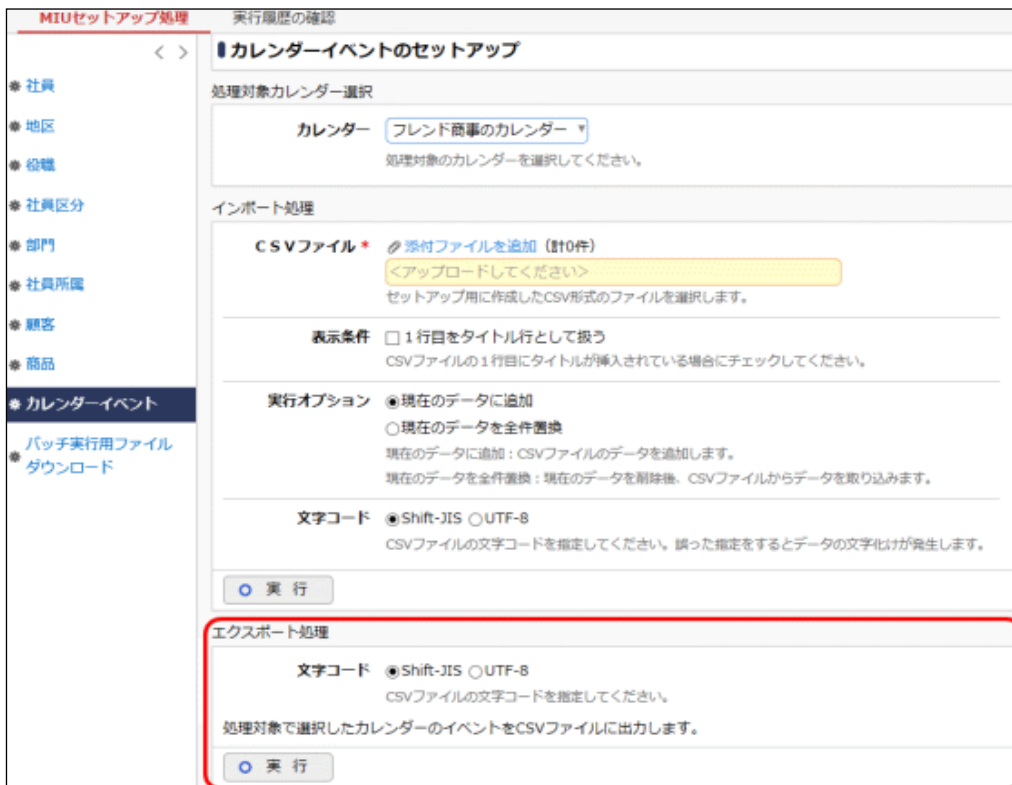 MIUセットアップ処理 実行履歴の確認
< >
社員
地区
役職
社員区分
部門
社員所属
顧客
商品
カレンダーイベント
バッチ実行用ファイル
ダウンロード
カレンダーイベントのセットアップ
処理対象カレンダー選択
カレンダー フレンド商事のカレンダー
処理対象のカレンダーを選択してください。
インポート処理
CSVファイル * 添付ファイルを追加 (計0件)
<アップロードしてください>
セットアップ用に作成したCSV形式のファイルを選択します。
表示条件 1行目をタイトル行として扱う
CSVファイルの1行目にタイトルが挿入されている場合にチェックしてください。
実行オプション 現在のデータに追加
現在のデータを全件置換
現在のデータに追加：CSVファイルのデータを追加します。
現在のデータを全件置換：現在のデータを削除後、CSVファイルからデータを取り込みます。
文字コード Shift-JIS UTF-8
CSVファイルの文字コードを指定してください。誤った指定をするとデータの文字化けが発生します。
実 行
エクスポート処理
文字コード Shift-JIS UTF-8
CSVファイルの文字コードを指定してください。
処理対象で選択したカレンダーのイベントをCSVファイルに出力します。
実 行